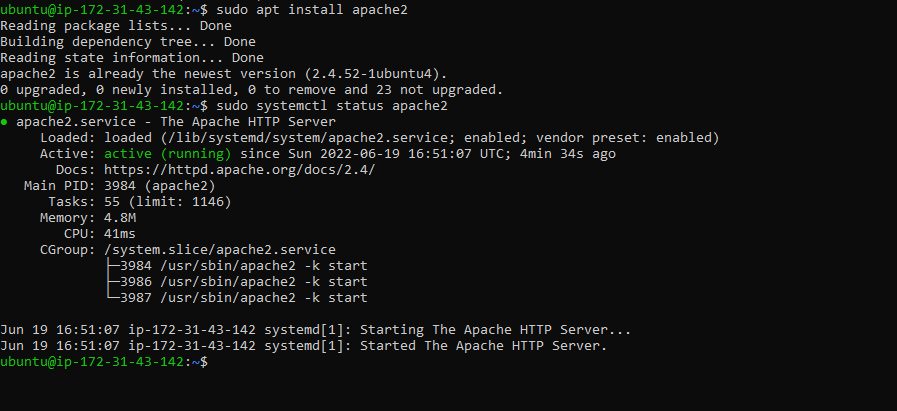 ubuntu@ip-172-31-43-142:~$ sudo apt install apache2
Reading package lists... Done
Building dependency tree... Done
Reading state information... Done
apache2 is already the newest version (2.4.52-1ubuntu4).
0 upgraded, 0 newly installed, 0 to remove and 23 not upgraded.
ubuntu@ip-172-31-43-142:~$ sudo systemctl status apache2
● apache2.service - The Apache HTTP Server
     Loaded: loaded (/lib/systemd/system/apache2.service; enabled; vendor preset: enabled)
     Active: active (running) since Sun 2022-06-19 16:51:07 UTC; 4min 34s ago
       Docs: https://httpd.apache.org/docs/2.4/
   Main PID: 3984 (apache2)
      Tasks: 55 (limit: 1146)
     Memory: 4.8M
        CPU: 41ms
     CGroup: /system.slice/apache2.service
             ├─3984 /usr/sbin/apache2 -k start
             ├─3986 /usr/sbin/apache2 -k start
             └─3987 /usr/sbin/apache2 -k start

Jun 19 16:51:07 ip-172-31-43-142 systemd[1]: Starting The Apache HTTP Server...
Jun 19 16:51:07 ip-172-31-43-142 systemd[1]: Started The Apache HTTP Server.
ubuntu@ip-172-31-43-142:~$